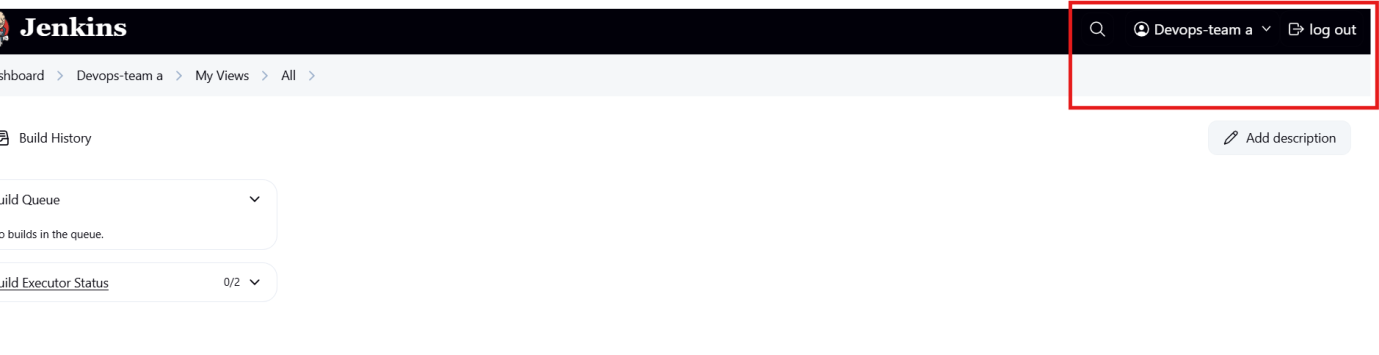 Jenkins
Devops-team a
log out
shboard > Devops-team a > My Views > All >
Build History
Add description
uild Queue
o builds in the queue.
uild Executor Status 0/2